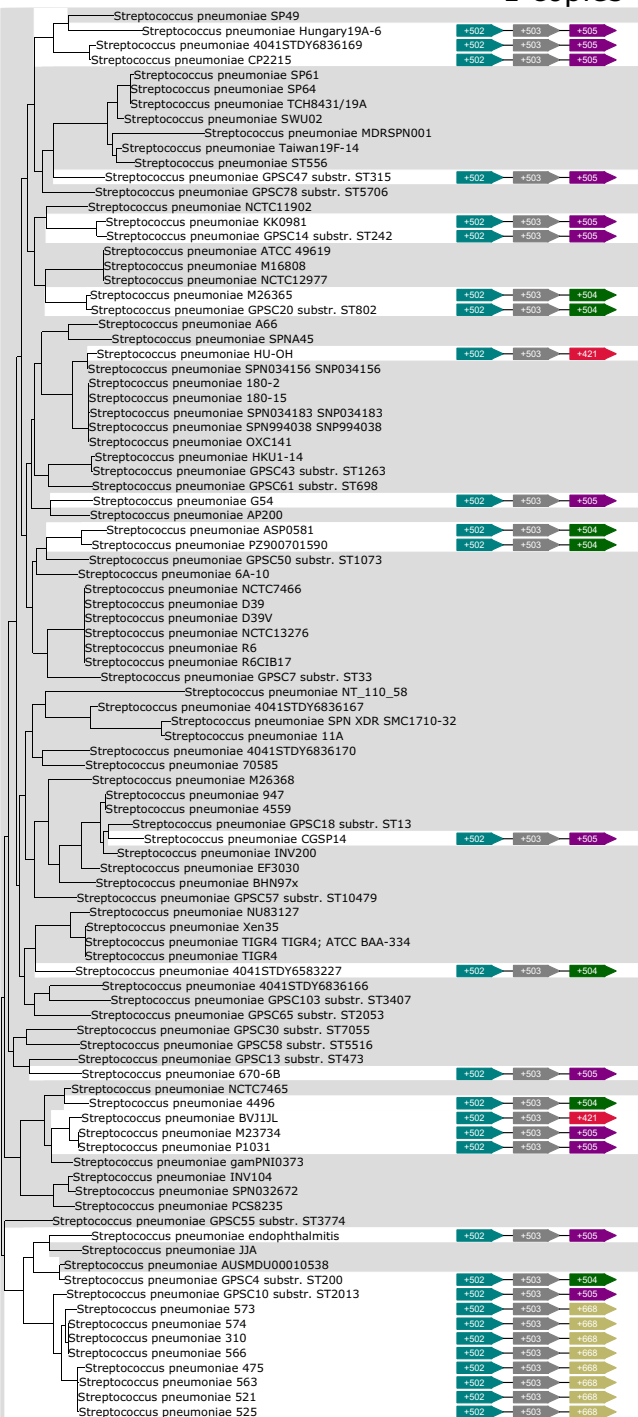 Streptococcus pneumoniae SP49
Streptococcus pneumoniae Hungary19A-6 +502 +503 +505
Streptococcus pneumoniae 4041STDY6836169 +502 +503 +505
Streptococcus pneumoniae CP2215 +502 +503 +505
Streptococcus pneumoniae SP61
Streptococcus pneumoniae SP64
Streptococcus pneumoniae TCH8431/19A
Streptococcus pneumoniae SWU02
Streptococcus pneumoniae MDRSPN001
Streptococcus pneumoniae Taiwan19F-14
Streptococcus pneumoniae ST556
Streptococcus pneumoniae GPSC47 substr. ST315 +502 +503 +505
Streptococcus pneumoniae GPSC78 substr. ST5706
Streptococcus pneumoniae NCTC11902
Streptococcus pneumoniae KK0981 +502 +503 +505
Streptococcus pneumoniae GPSC14 substr. ST242 +502 +503 +505
Streptococcus pneumoniae ATCC 49619
Streptococcus pneumoniae M16808
Streptococcus pneumoniae NCTC12977
Streptococcus pneumoniae M26365 +502 +503 +504
Streptococcus pneumoniae GPSC20 substr. ST802 +502 +503 +504
Streptococcus pneumoniae A66
Streptococcus pneumoniae SPNA45
Streptococcus pneumoniae HU-OH +502 +503 +421
Streptococcus pneumoniae SPN034156 SNP034156
Streptococcus pneumoniae 180-2
Streptococcus pneumoniae 180-15
Streptococcus pneumoniae SPN034183 SNP034183
Streptococcus pneumoniae SPN994038 SNP994038
Streptococcus pneumoniae OXC141
Streptococcus pneumoniae HKU1-14
Streptococcus pneumoniae GPSC43 substr. ST1263
Streptococcus pneumoniae GPSC61 substr. ST698
Streptococcus pneumoniae G54 +502 +503 +505
Streptococcus pneumoniae AP200
Streptococcus pneumoniae ASP0581 +502 +503 +504
Streptococcus pneumoniae PZ900701590 +502 +503 +504
Streptococcus pneumoniae GPSC50 substr. ST1073
Streptococcus pneumoniae 6A-10
Streptococcus pneumoniae NCTC7466
Streptococcus pneumoniae D39
Streptococcus pneumoniae D39V
Streptococcus pneumoniae NCTC13276
Streptococcus pneumoniae R6
Streptococcus pneumoniae R6CIB17
Streptococcus pneumoniae GPSC7 substr. ST33
Streptococcus pneumoniae NT_110_58
Streptococcus pneumoniae 4041STDY6836167
Streptococcus pneumoniae SPN XDR SMC1710-32
Streptococcus pneumoniae 11A
Streptococcus pneumoniae 4041STDY6836170
Streptococcus pneumoniae 70585
Streptococcus pneumoniae M26368
Streptococcus pneumoniae 947
Streptococcus pneumoniae 4559
Streptococcus pneumoniae GPSC18 substr. ST13
Streptococcus pneumoniae CGSP14 +502 +503 +505
Streptococcus pneumoniae INV200
Streptococcus pneumoniae EF3030
Streptococcus pneumoniae BHN97x
Streptococcus pneumoniae GPSC57 substr. ST10479
Streptococcus pneumoniae NU83127
Streptococcus pneumoniae Xen35
Streptococcus pneumoniae TIGR4 TIGR4; ATCC BAA-334
Streptococcus pneumoniae TIGR4
Streptococcus pneumoniae 4041STDY6583227 +502 +503 +504
Streptococcus pneumoniae 4041STDY6836166
Streptococcus pneumoniae GPSC103 substr. ST3407
Streptococcus pneumoniae GPSC65 substr. ST2053
Streptococcus pneumoniae GPSC30 substr. ST7055
Streptococcus pneumoniae GPSC58 substr. ST5516
Streptococcus pneumoniae GPSC13 substr. ST473
Streptococcus pneumoniae 670-6B +502 +503 +505
Streptococcus pneumoniae NCTC7465
Streptococcus pneumoniae 4496 +502 +503 +504
Streptococcus pneumoniae BVJ1JL +502 +503 +421
Streptococcus pneumoniae M23734 +502 +503 +505
Streptococcus pneumoniae P1031 +502 +503 +505
Streptococcus pneumoniae gamPNI0373
Streptococcus pneumoniae INV104
Streptococcus pneumoniae SPN032672
Streptococcus pneumoniae PCS8235
Streptococcus pneumoniae GPSC55 substr. ST3774
Streptococcus pneumoniae endophthalmitis +502 +503 +505
Streptococcus pneumoniae JJA
Streptococcus pneumoniae AUSMDU00010538
Streptococcus pneumoniae GPSC4 substr. ST200 +502 +503 +504
Streptococcus pneumoniae GPSC10 substr. ST2013 +502 +503 +505
Streptococcus pneumoniae 573 +502 +503 +668
Streptococcus pneumoniae 574 +502 +503 +668
Streptococcus pneumoniae 310 +502 +503 +668
Streptococcus pneumoniae 566 +502 +503 +668
Streptococcus pneumoniae 475 +502 +503 +668
Streptococcus pneumoniae 563 +502 +503 +668
Streptococcus pneumoniae 521 +502 +503 +668
Streptococcus pneumoniae 525 +502 +503 +668